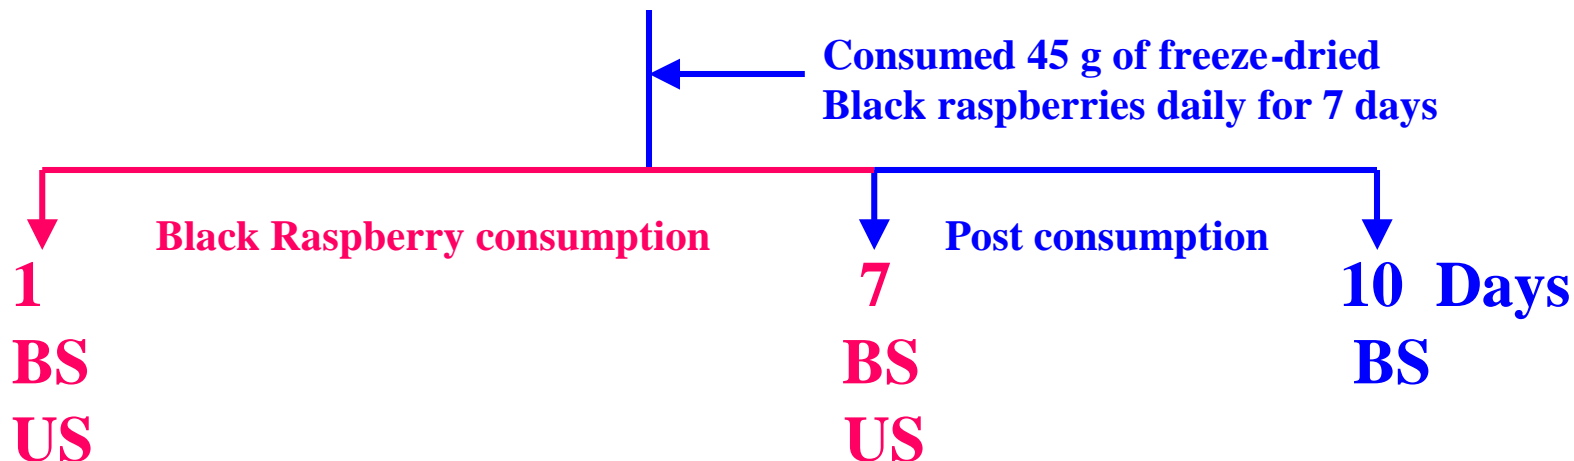 Consumed 45 g of freeze-dried
Black raspberries daily for 7 days
Black Raspberry consumption
Post consumption
1
7
10 Days
BS
BS
BS
US
US